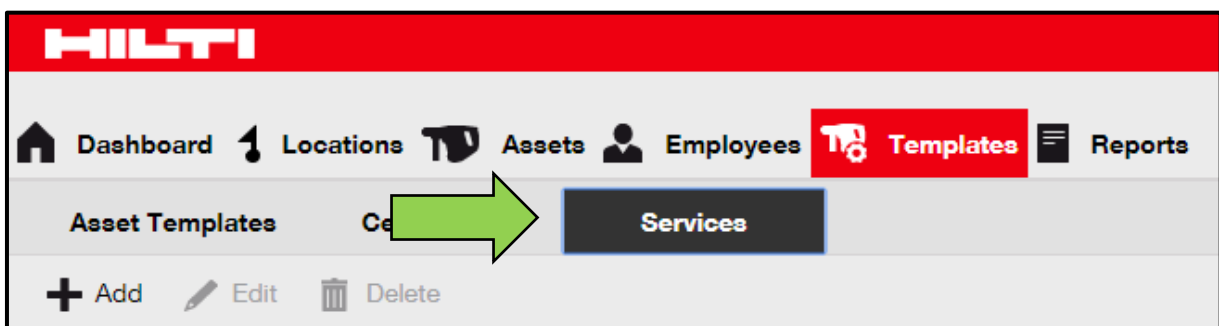 HILTI
Dashboard Locations Assets Employees Templates Reports
Asset Templates Services
Add Edit Delete